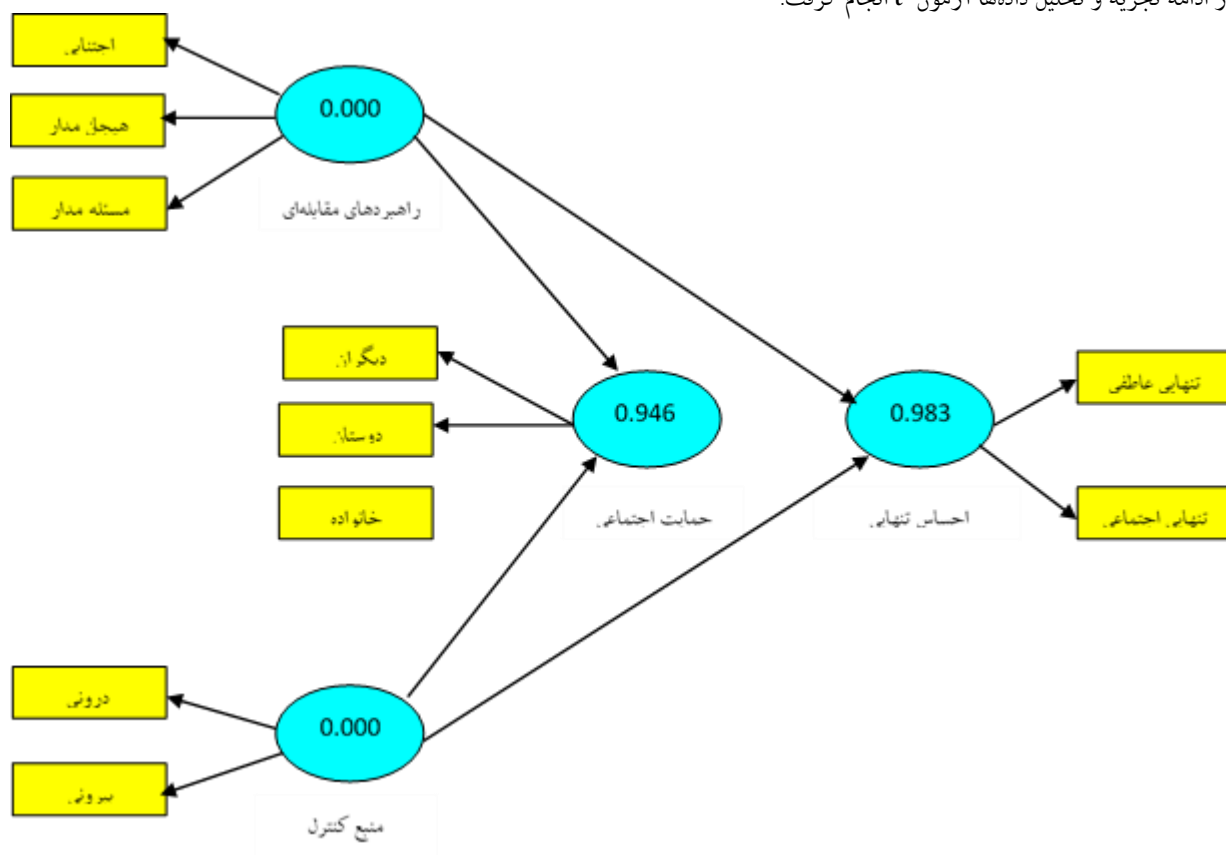 ر ادامه تجزیه و تحلیل داده‌ها آزمون t انجام گرفت.
اجتنابی
هیجان مدار
مسئله مدار
0.000
راهبردهای مقابله‌ای
دیگران
دوستان
خانواده
0.946
حمایت اجتماعی
0.983
احساس تنهایی
تنهایی عاطفی
تنهایی اجتماعی
درونی
بیرونی
0.000
منبع کنترل